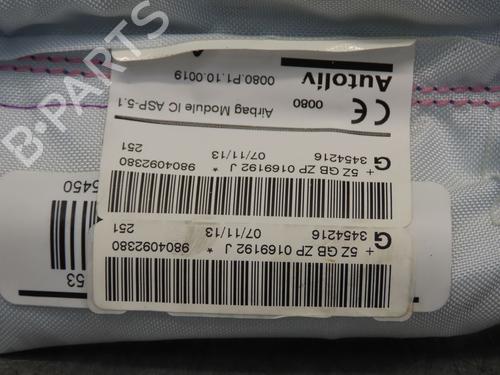 Autoliv
0080.P1.10.0019
CE 0080
Airbag Module IC ASP-5.1
+ 5Z GB ZP 0169192 J * 9804092380
G 3454216 07/11/13 251
+ 5Z GB ZP 0169192 J * 9804092380
G 3454216 07/11/13 251
5450
53
B-PARTS